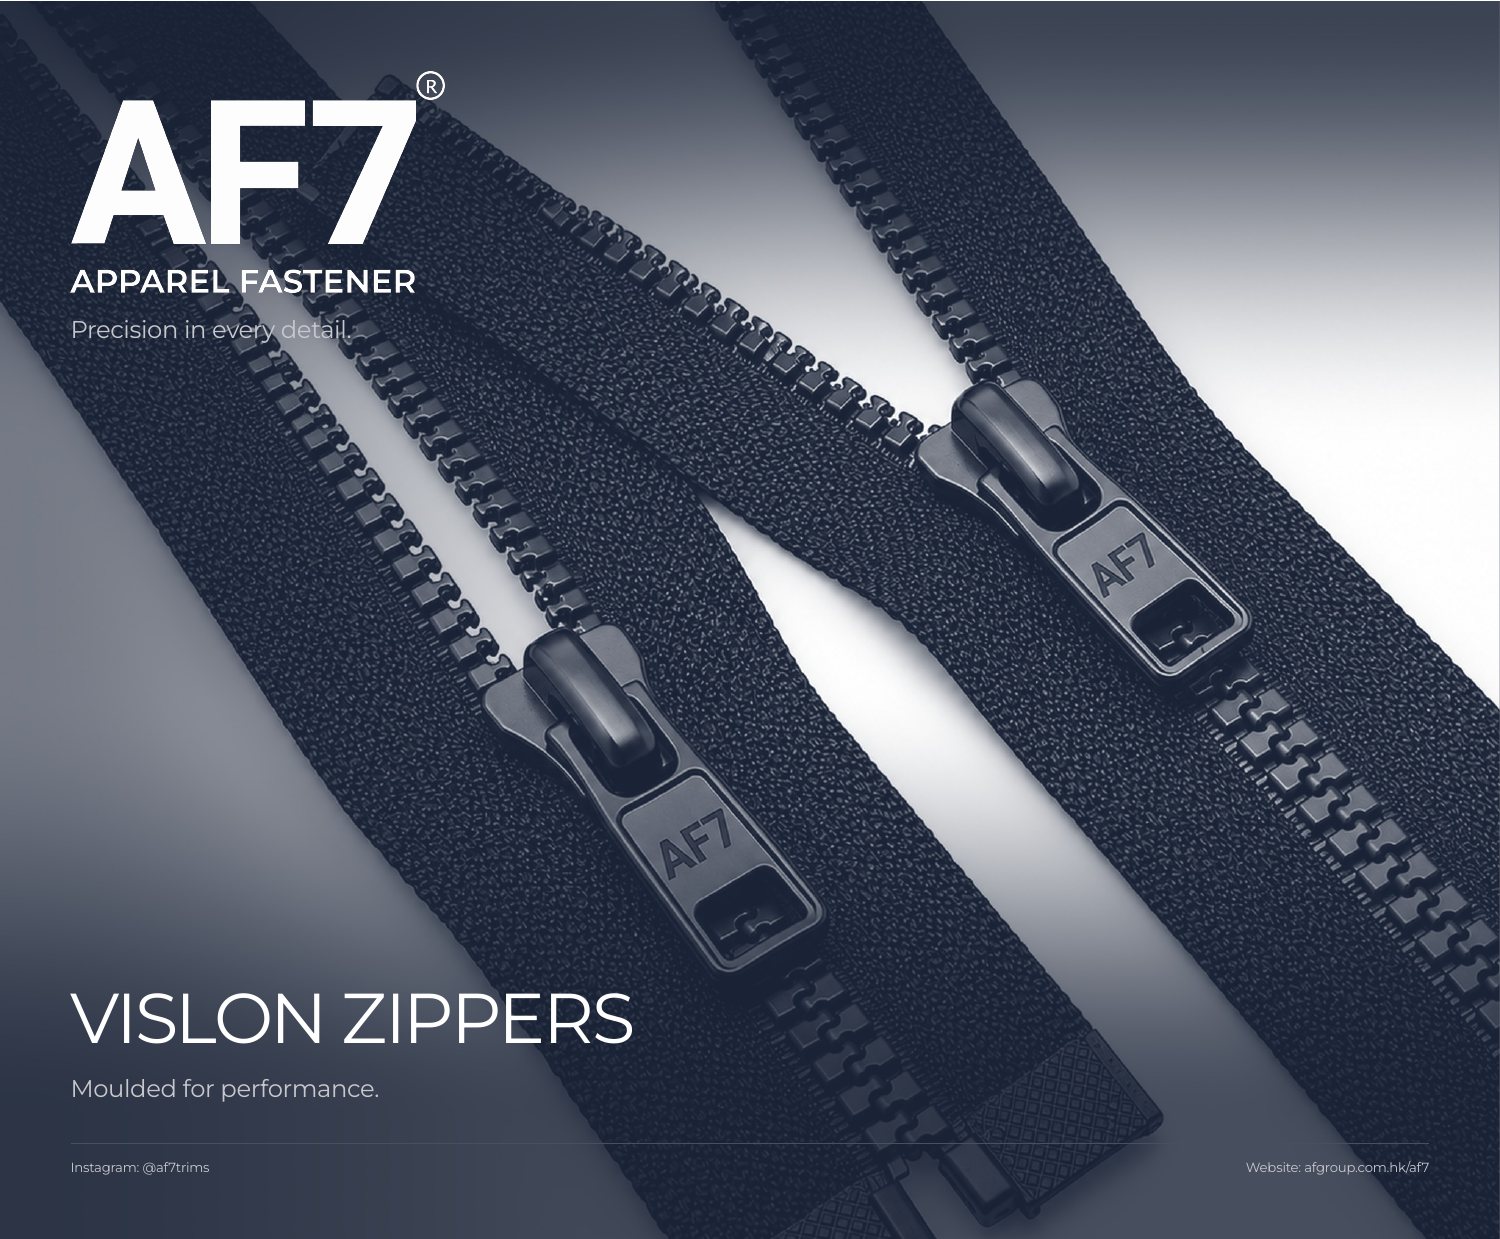 AF7®
APPAREL FASTENER
Precision in every detail.
AF7
AF7
VISLON ZIPPERS
Moulded for performance.
Instagram: @af7trims
Website: afgroup.com.hk/af7